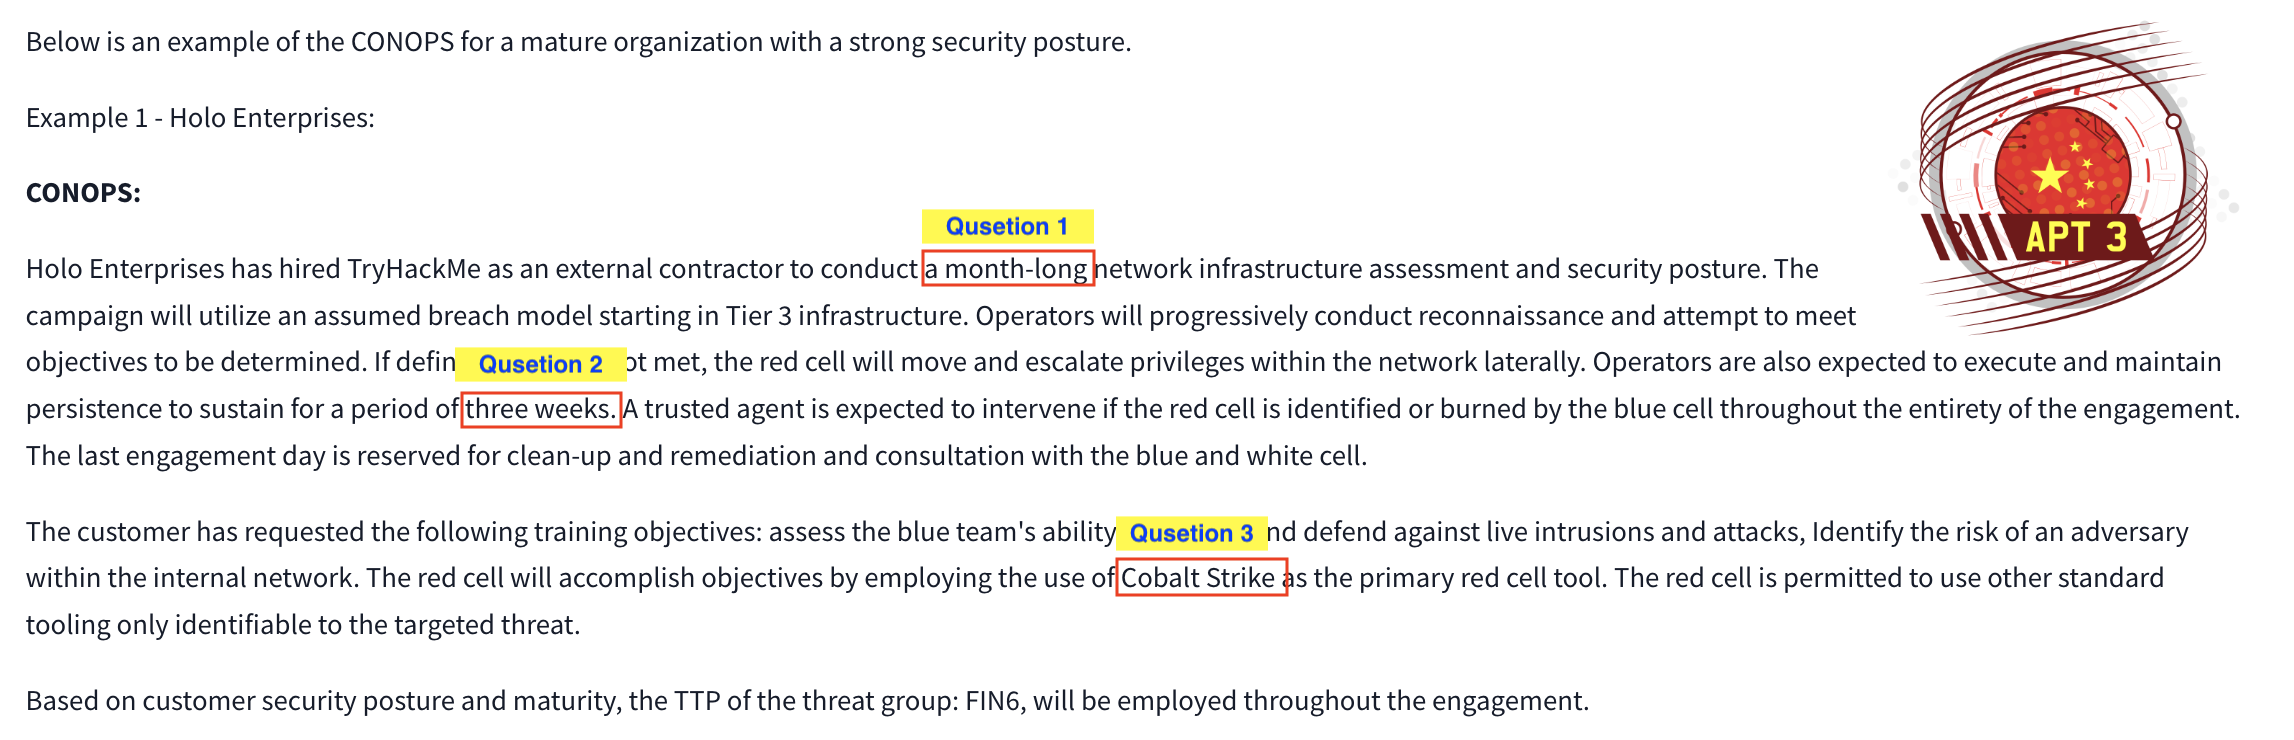 Below is an example of the CONOPS for a mature organization with a strong security posture.
Example 1 - Holo Enterprises:
CONOPS:
Qusetion 1
Holo Enterprises has hired TryHackMe as an external contractor to conduct a month-long network infrastructure assessment and security posture. The
campaign will utilize an assumed breach model starting in Tier 3 infrastructure. Operators will progressively conduct reconnaissance and attempt to meet
objectives to be determined. If defin Qusetion 2 ot met, the red cell will move and escalate privileges within the network laterally. Operators are also expected to execute and maintain
persistence to sustain for a period of three weeks. A trusted agent is expected to intervene if the red cell is identified or burned by the blue cell throughout the entirety of the engagement.
The last engagement day is reserved for clean-up and remediation and consultation with the blue and white cell.
The customer has requested the following training objectives: assess the blue team's ability Qusetion 3 nd defend against live intrusions and attacks, Identify the risk of an adversary
within the internal network. The red cell will accomplish objectives by employing the use of Cobalt Strike as the primary red cell tool. The red cell is permitted to use other standard
tooling only identifiable to the targeted threat.
Based on customer security posture and maturity, the TTP of the threat group: FIN6, will be employed throughout the engagement.
APT 3